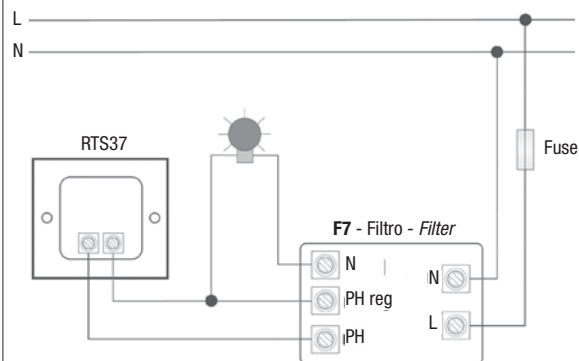 L
N
RTS37
Fuse
F7 - Filtro - Filter
N
N
PH reg
L
PH